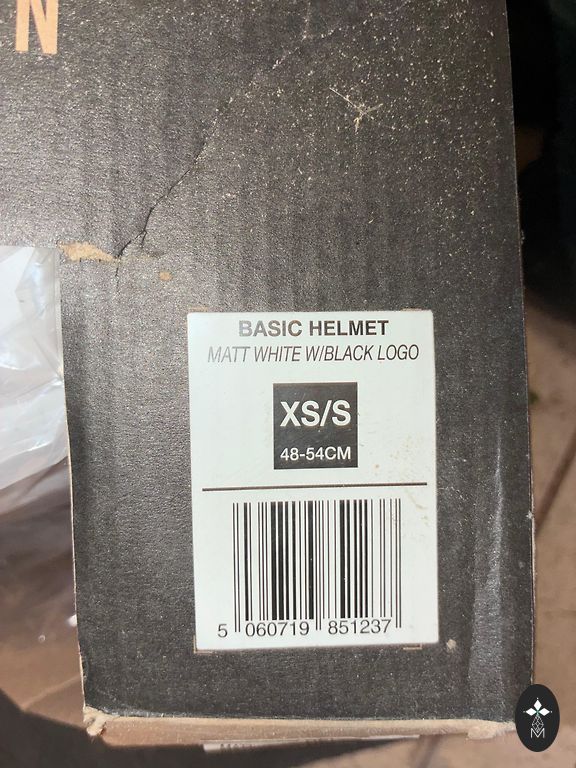 N
BASIC HELMET
MATT WHITE W/BLACK LOGO
XS/S
48-54CM
5 060719 851237
M